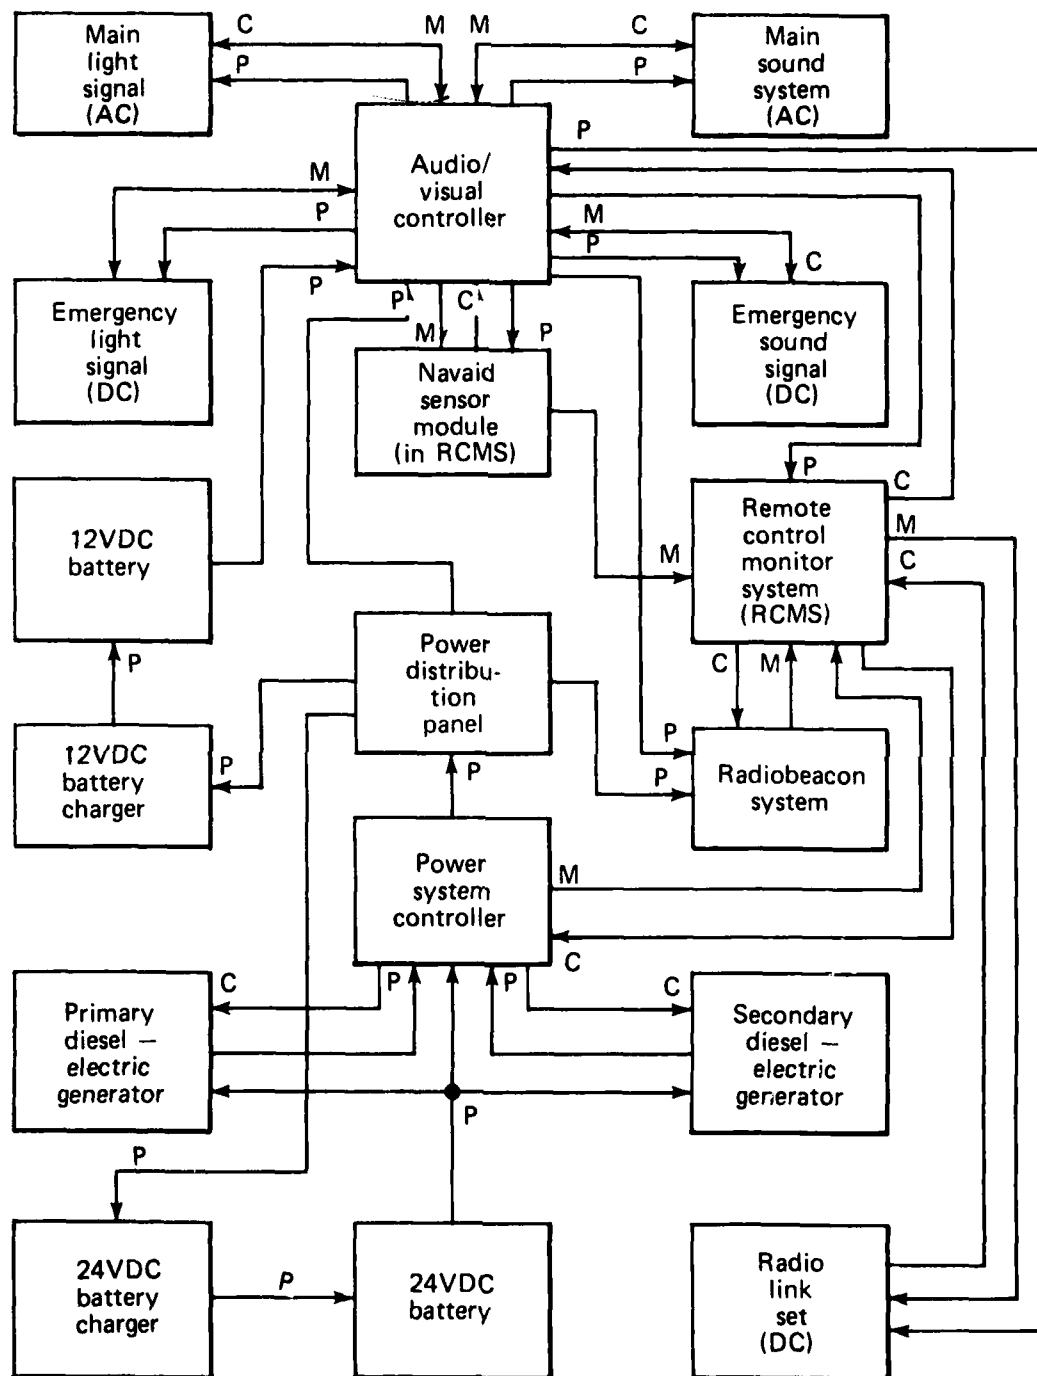 Main
light
signal
(AC)
C
M
P
M
C
P
Main
sound
system
(AC)
Audio/
visual
controller
P
M
P
P
M
P
C
Emergency
light
signal
(DC)
P
M
C
P
Emergency
sound
signal
(DC)
Navaid
sensor
module
(in RCMS)
12VDC
battery
P
C
M
C
M
Remote
control
monitor
system
(RCMS)
P
Power
distribu-
tion
panel
C
M
12VDC
battery
charger
P
P
P
P
Radiobeacon
system
Power
system
controller
M
C
C
P
P
C
Primary
diesel –
electric
generator
Secondary
diesel –
electric
generator
P
P
24VDC
battery
charger
P
24VDC
battery
Radio
link
set
(DC)